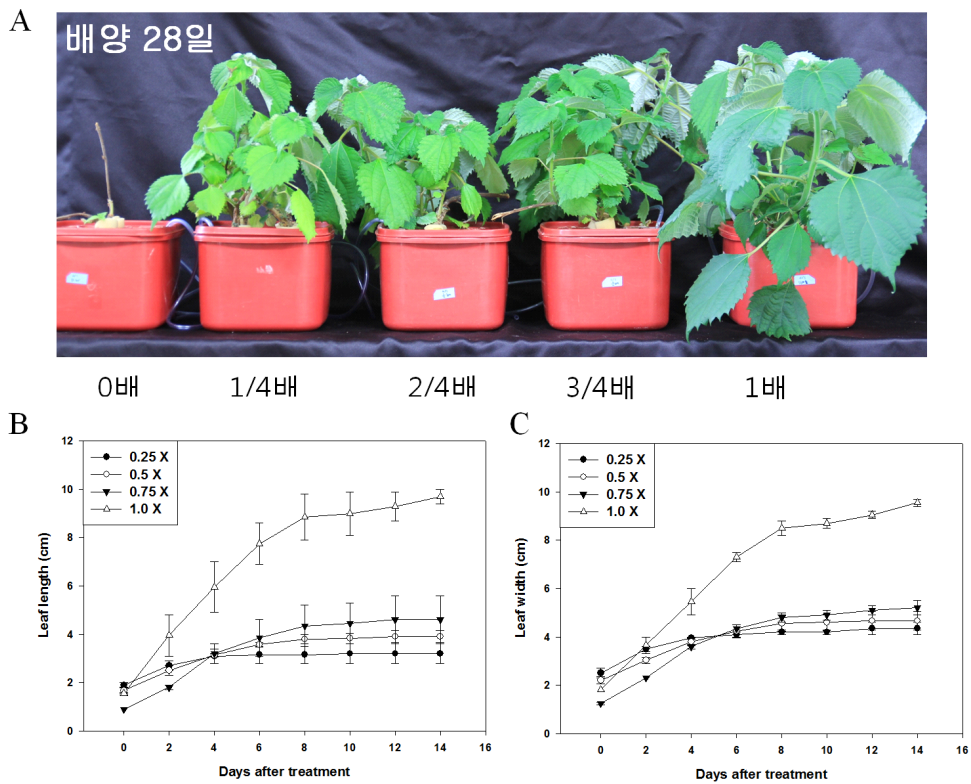 A
배양 28일
0배 1/4배 2/4배 3/4배 1배
B
12
10
8
6
4
2
0
Leaf length (cm)
0.25 X
0.5 X
0.75 X
1.0 X
0 2 4 6 8 10 12 14 16
Days after treatment
C
12
10
8
6
4
2
0
Leaf width (cm)
0.25 X
0.5 X
0.75 X
1.0 X
0 2 4 6 8 10 12 14 16
Days after treatment